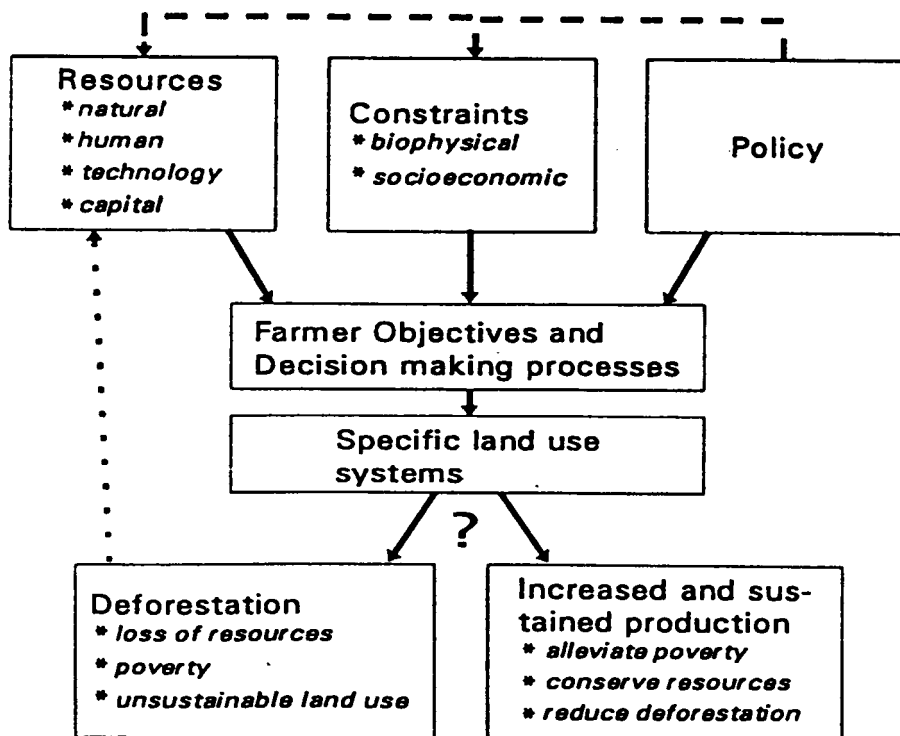 Resources
* natural
* human
* technology
* capital
Constraints
* biophysical
* socioeconomic
Policy
Farmer Objectives and
Decision making processes
Specific land use
systems
?
Deforestation
* loss of resources
* poverty
* unsustainable land use
Increased and sus-
tained production
* alleviate poverty
* conserve resources
* reduce deforestation